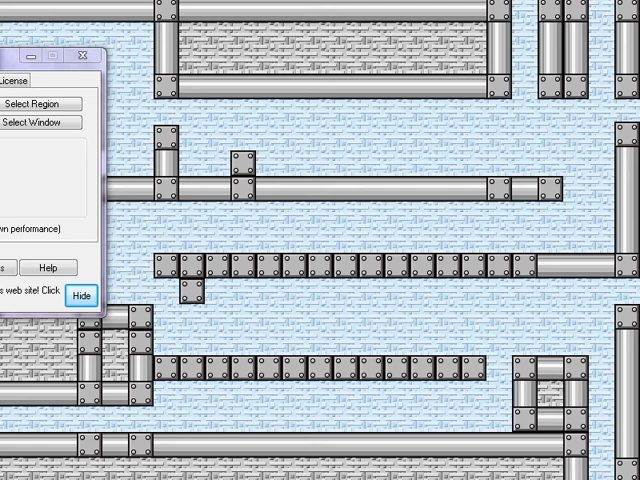 License
Select Region
Select Window
wn performance)
s
Help
s web site! Click
Hide